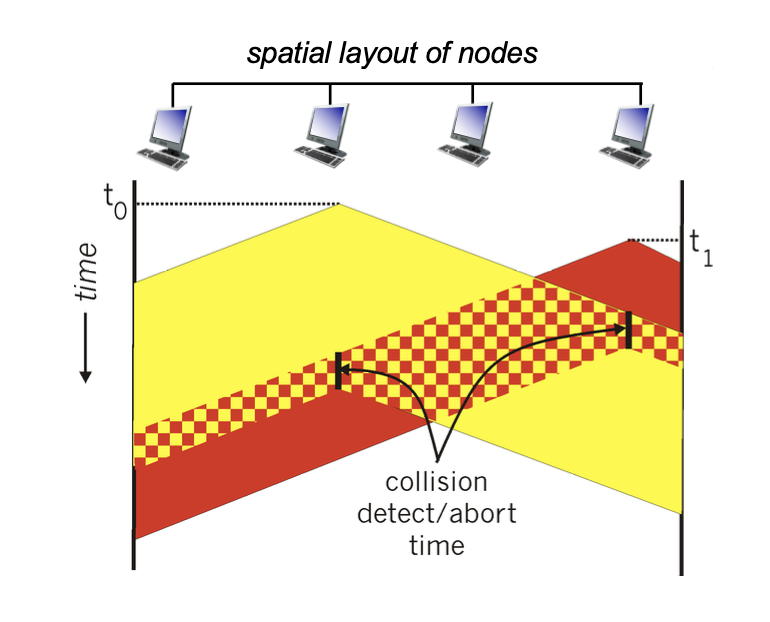 spatial layout of nodes
t0
t1
time
collision
detect/abort
time